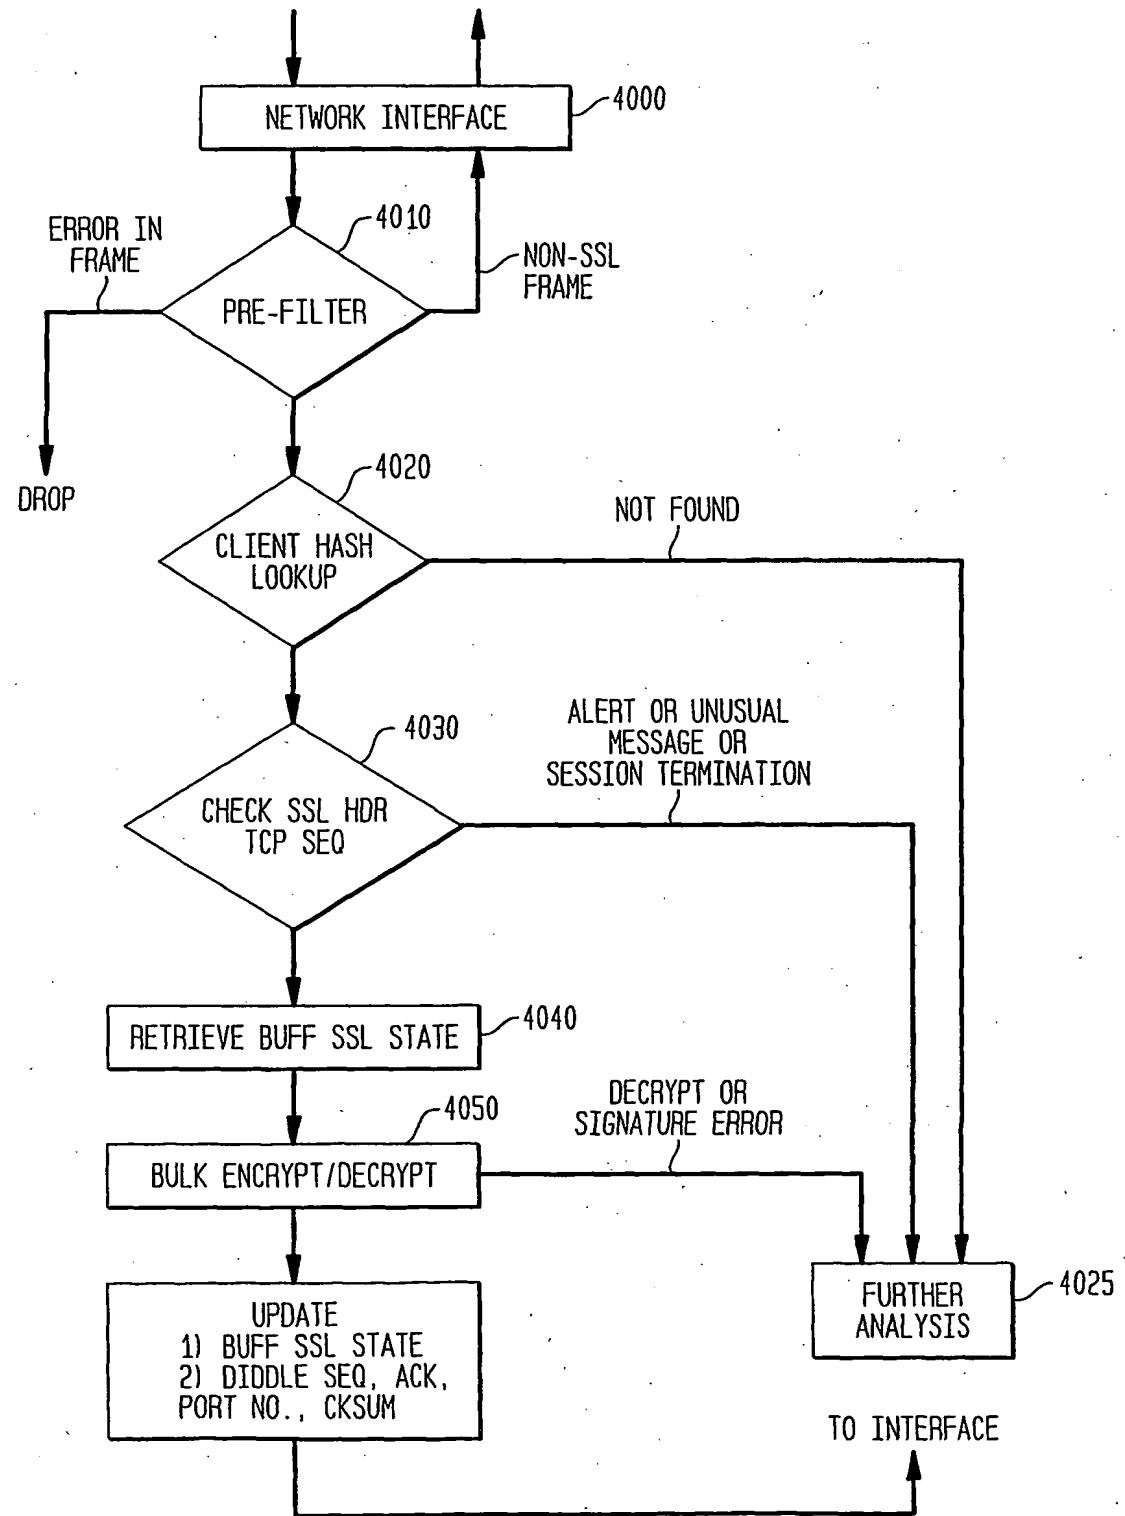 NETWORK INTERFACE
4000
4010
ERROR IN
FRAME
NON-SSL
FRAME
PRE-FILTER
4020
DROP
NOT FOUND
CLIENT HASH
LOOKUP
4030
ALERT OR UNUSUAL
MESSAGE OR
SESSION TERMINATION
CHECK SSL HDR
TCP SEQ
RETRIEVE BUFF SSL STATE
4040
DECRYPT OR
SIGNATURE ERROR
4050
BULK ENCRYPT/DECRYPT
4025
FURTHER
ANALYSIS
UPDATE
1) BUFF SSL STATE
2) DIDDLE SEQ, ACK,
PORT NO., CKSUM
TO INTERFACE